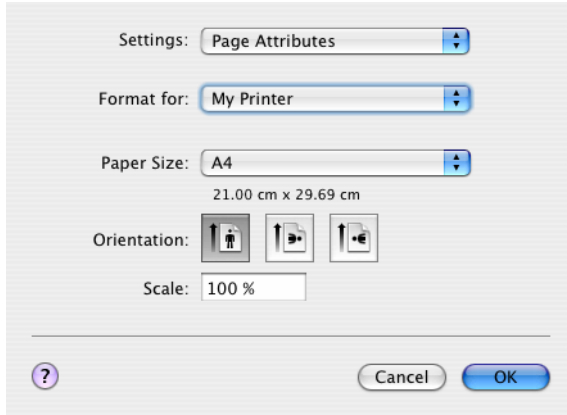 Settings: Page Attributes
Format for: My Printer
Paper Size: A4
21.00 cm x 29.69 cm
Orientation:
Scale: 100 %
? Cancel OK